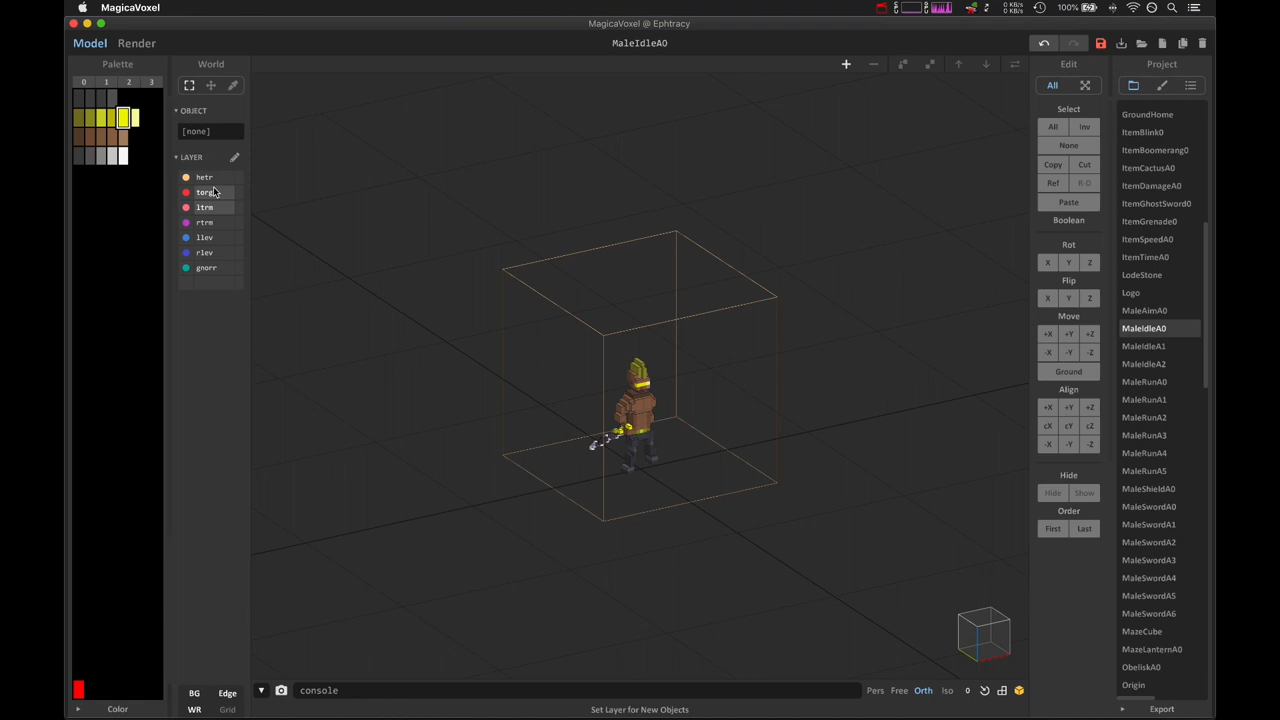 MagicaVoxel
0 KB/s
0 KB/s
100%
MagicaVoxel @ Ephtracy
Model
Render
MaleIdleA0
Palette
World
Edit
Project
0 1 2 3
All
OBJECT
[none]
LAYER
hetr
ltrm
rtrm
llev
rlev
gnorr
Select
All Inv
None
Copy Cut
Ref R-D
Paste
Boolean
Rot
X Y Z
Flip
X Y Z
Move
+X +Y +Z
-X -Y -Z
Ground
Align
+X +Y +Z
cX cY cZ
-X -Y -Z
Hide
Hide Show
Order
First Last
GroundHome
ItemBlink0
ItemBoomerang0
ItemCactusA0
ItemDamageA0
ItemGhostSword0
ItemGrenade0
ItemSpeedA0
ItemTimeA0
LodeStone
Logo
MaleAimA0
MaleIdleA0
MaleIdleA1
MaleIdleA2
MaleRunA0
MaleRunA1
MaleRunA2
MaleRunA3
MaleRunA4
MaleRunA5
MaleShieldA0
MaleSwordA0
MaleSwordA1
MaleSwordA2
MaleSwordA3
MaleSwordA4
MaleSwordA5
MaleSwordA6
MazeCube
MazeLanternA0
ObeliskA0
Origin
BG Edge
WR Grid
console
Pers Free Orth Iso 0
Color
Set Layer for New Objects
Export